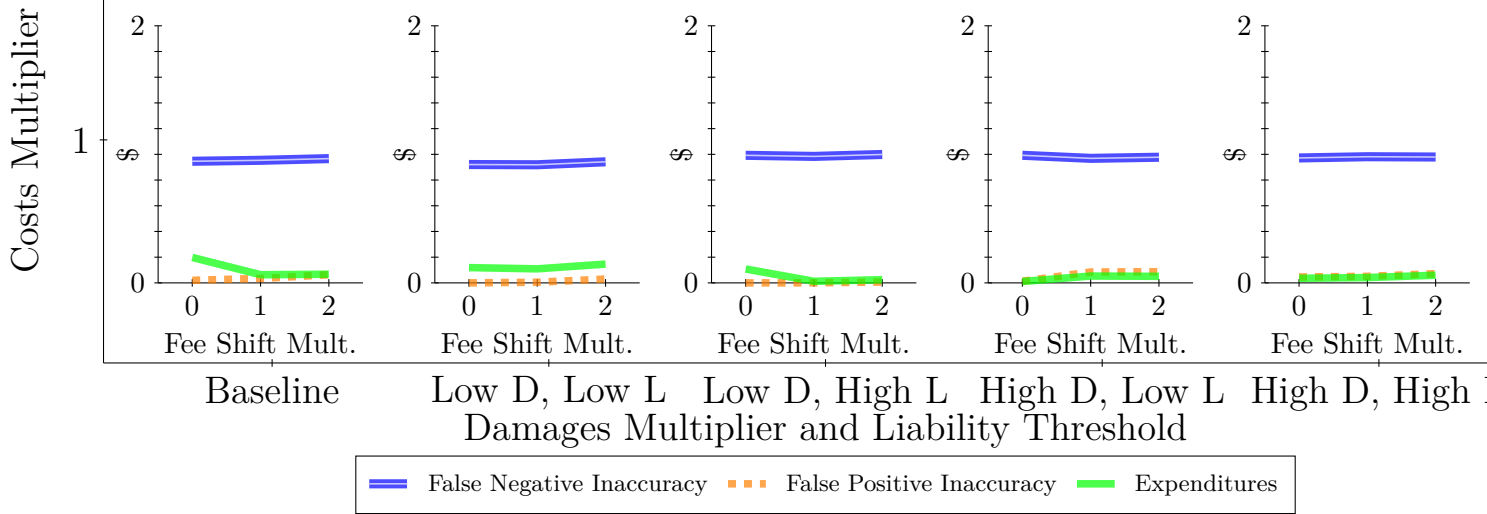 Costs Multiplier
1
2
$
0
0 1 2
Fee Shift Mult.
2
$
0
0 1 2
Fee Shift Mult.
2
$
0
0 1 2
Fee Shift Mult.
2
$
0
0 1 2
Fee Shift Mult.
2
$
0
0 1 2
Fee Shift Mult.
Baseline
Low D, Low L
Low D, High L
High D, Low L
High D, High
Damages Multiplier and Liability Threshold
False Negative Inaccuracy
False Positive Inaccuracy
Expenditures